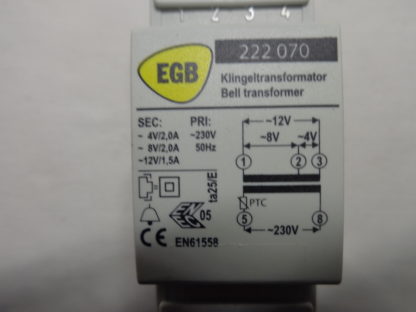 1 2 3 4
EGB
222 070
Klingeltransformator
Bell transformer
SEC: PRI:
~ 4V/2,0A ~230V
~ 8V/2,0A 50Hz
~12V/1,5A
ta25/E
05
CE EN61558
~12V
~8V ~4V
1 2 3
PTC
5 8
~230V